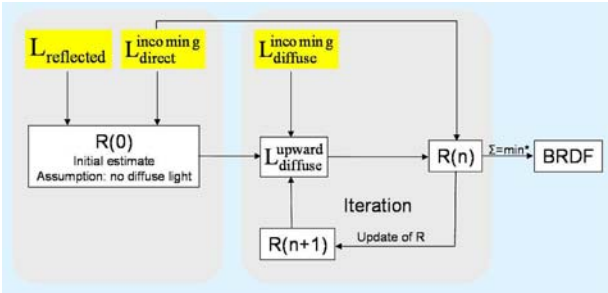 L reflected
L incoming direct
L incoming diffuse
R(0)
Initial estimate
Assumption: no diffuse light
L upward diffuse
R(n)
Σ=min*
BRDF
Iteration
Update of R
R(n+1)